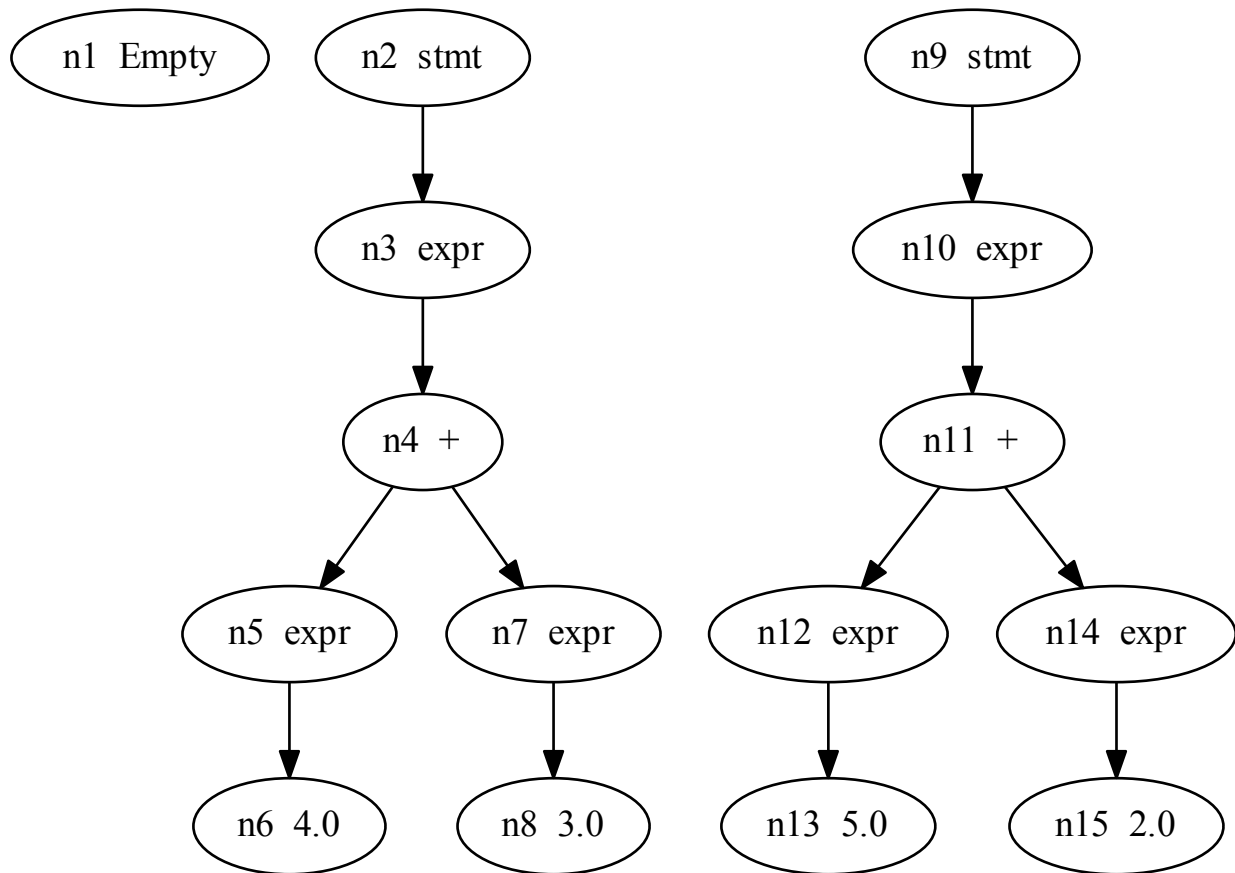 n1 Empty
n2 stmt
n9 stmt
n3 expr
n10 expr
n4 +
n11 +
n5 expr
n7 expr
n12 expr
n14 expr
n6 4.0
n8 3.0
n13 5.0
n15 2.0